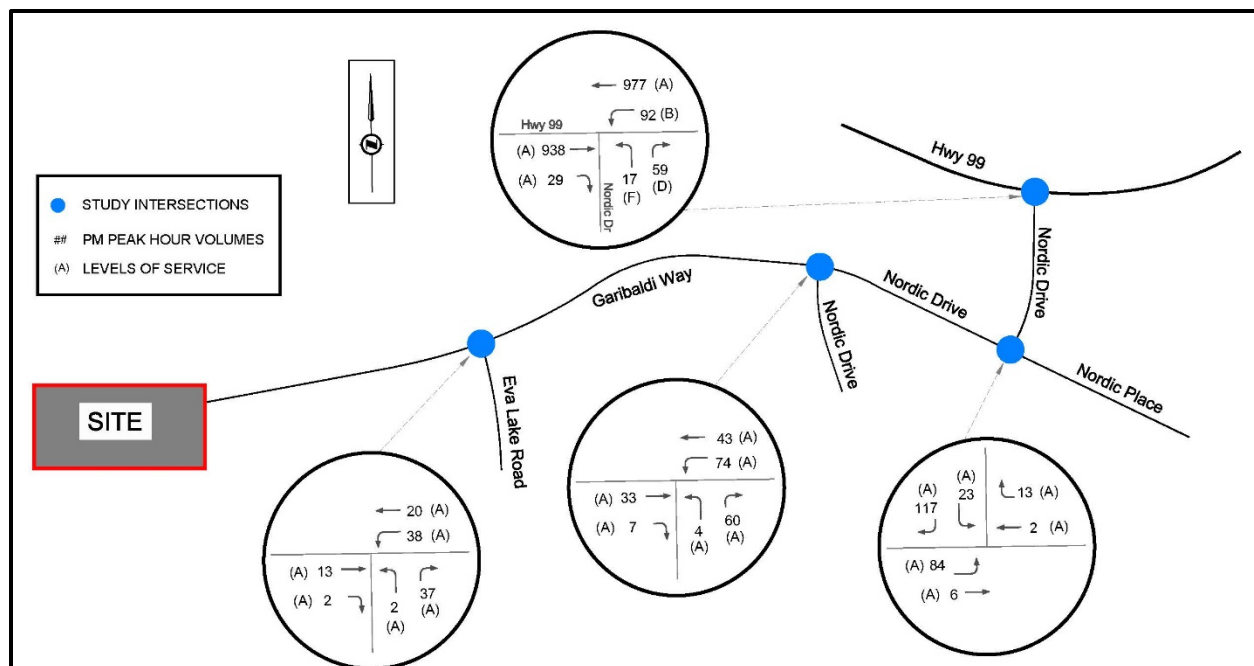 977 (A)
92 (B)
Hwy 99
(A) 938
(A) 29
17
(F)
59
(D)
Nordic Dr
Hwy 99
STUDY INTERSECTIONS
## PM PEAK HOUR VOLUMES
(A) LEVELS OF SERVICE
Garibaldi Way
Nordic Drive
Nordic Drive
Nordic Drive
Nordic Place
Eva Lake Road
SITE
20 (A)
38 (A)
(A) 13
(A) 2
2
(A)
37
(A)
43 (A)
74 (A)
(A) 33
(A) 7
4
(A)
60
(A)
(A)
117
(A)
23
13 (A)
2 (A)
(A) 84
(A) 6